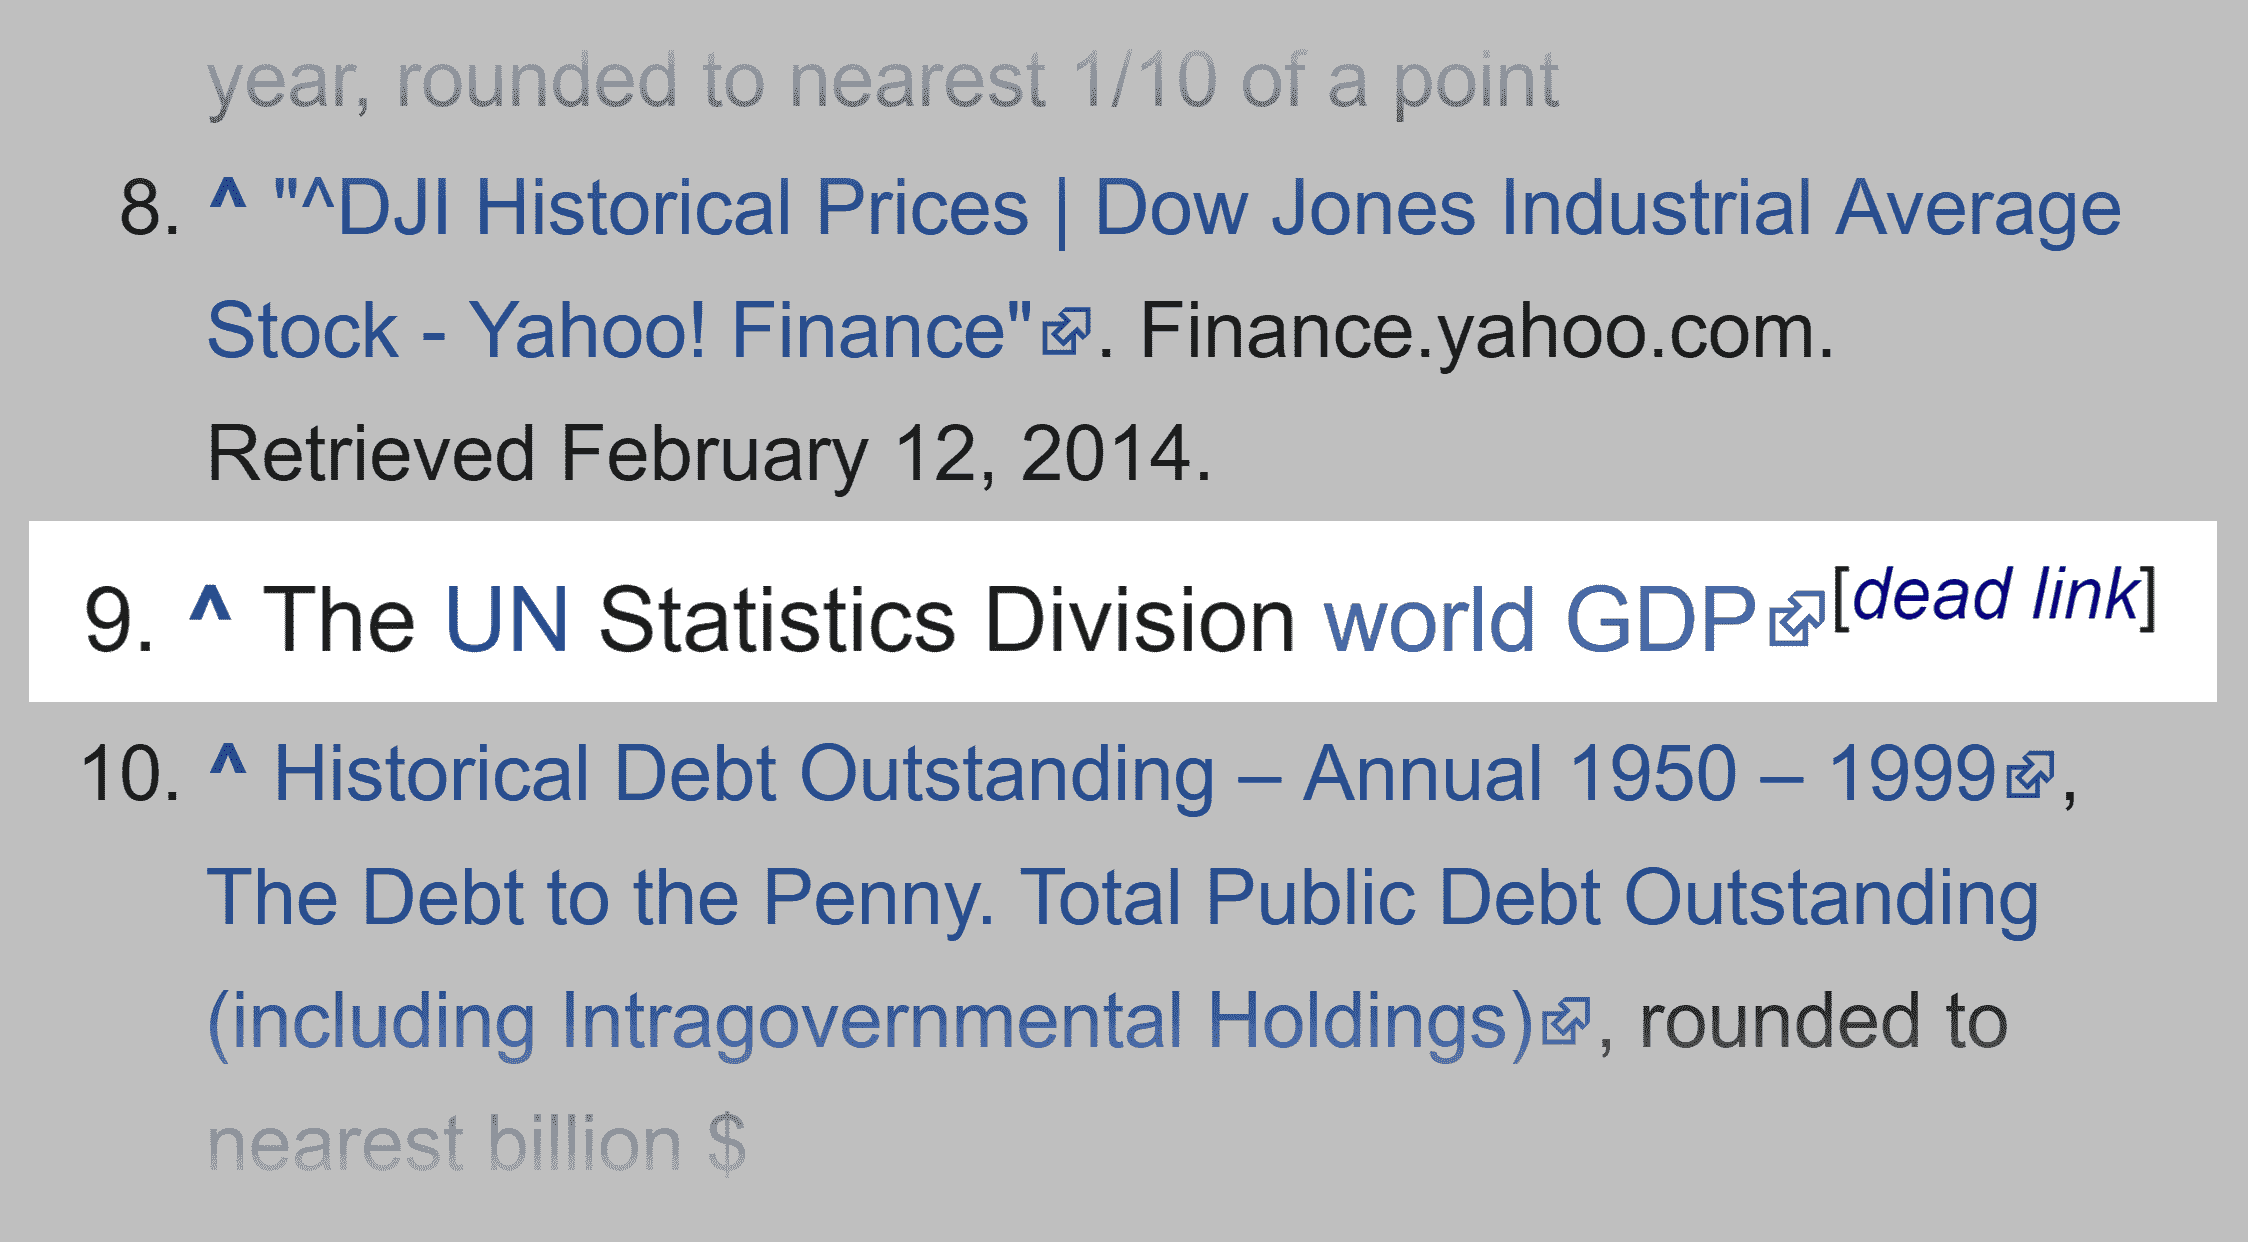 year, rounded to nearest 1/10 of a point
8. ^ "^DJI Historical Prices | Dow Jones Industrial Average
Stock - Yahoo! Finance". Finance.yahoo.com.
Retrieved February 12, 2014.
9. ^ The UN Statistics Division world GDP[dead link]
10. ^ Historical Debt Outstanding – Annual 1950 – 1999,
The Debt to the Penny. Total Public Debt Outstanding
(including Intragovernmental Holdings), rounded to
nearest billion $